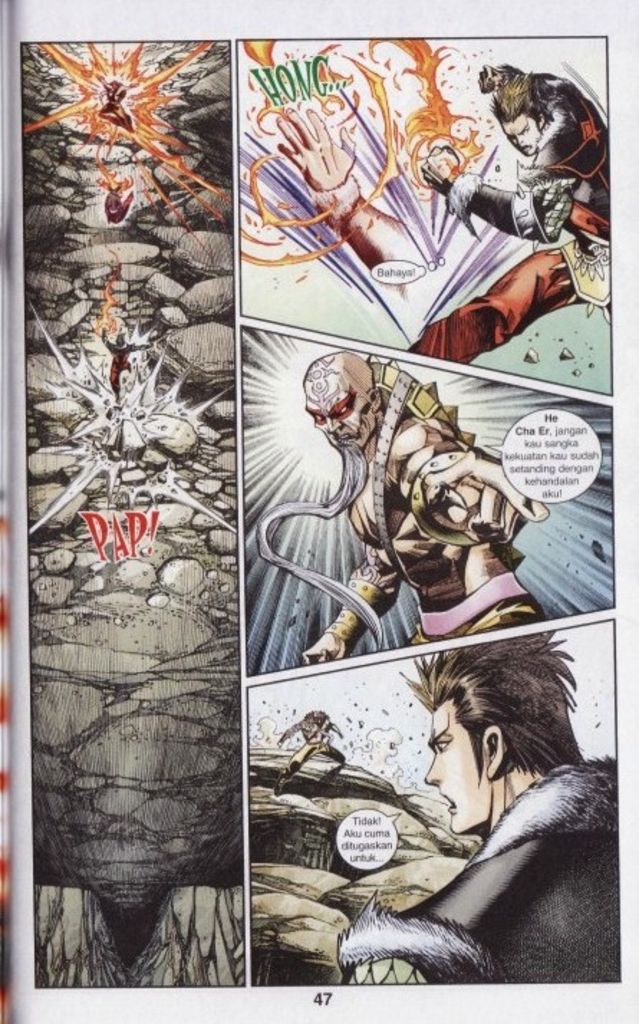 PAP!
HONG...
Bahaya!
He
Cha Er, jangan
kau sangka
kekuatan kau sudah
setanding dengan
kehandalan
aku!
Tidak!
Aku cuma
ditugaskan
untuk...
47